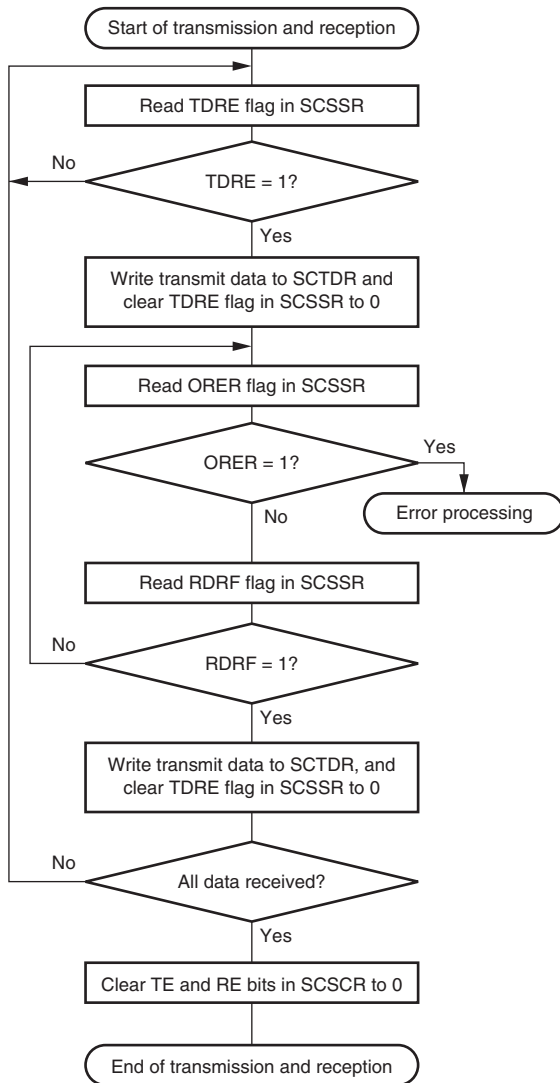 Start of transmission and reception
Read TDRE flag in SCSSR
No
TDRE = 1?
Yes
Write transmit data to SCTDR and
clear TDRE flag in SCSSR to 0
Read ORER flag in SCSSR
Yes
ORER = 1?
Error processing
No
Read RDRF flag in SCSSR
No
RDRF = 1?
Yes
Write transmit data to SCTDR, and
clear TDRE flag in SCSSR to 0
No
All data received?
Yes
Clear TE and RE bits in SCSCR to 0
End of transmission and reception